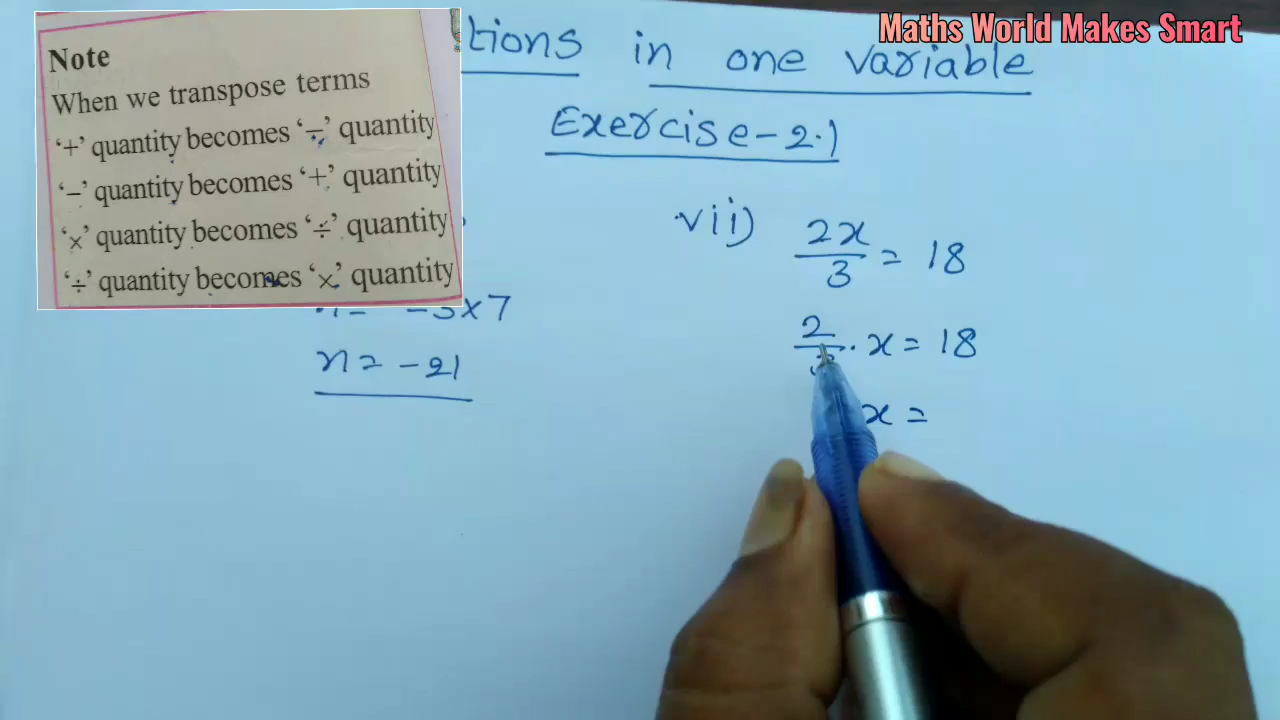 Maths World Makes Smart
tions in one variable
Exercise-2.1
Note
When we transpose terms
‘+’ quantity becomes ‘−’ quantity
‘−’ quantity becomes ‘+’ quantity
‘×’ quantity becomes ‘÷’ quantity
‘÷’ quantity becomes ‘×’ quantity
-3x7
n = -21
vii) 2x/3 = 18
2/3 . x = 18
x =